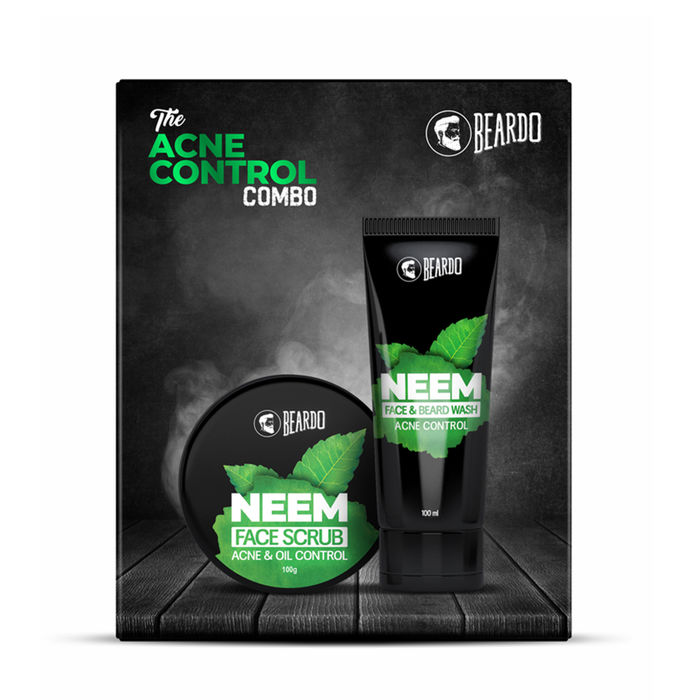 The
ACNE
CONTROL
COMBO
BEARDO
BEARDO
NEEM
FACE & BEARD WASH
ACNE CONTROL
100 ml
BEARDO
NEEM
FACE SCRUB
ACNE & OIL CONTROL
100g